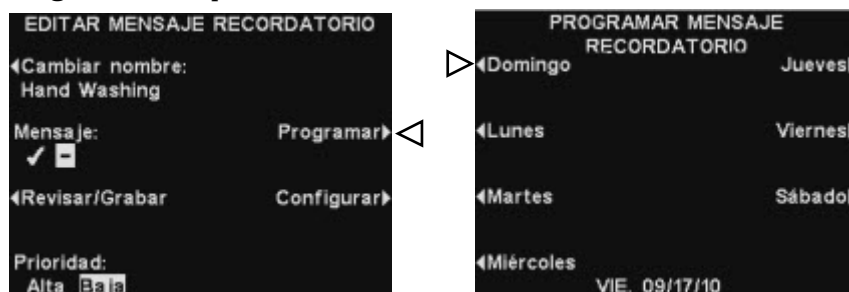 EDITAR MENSAJE RECORDATORIO
Cambiar nombre:
Hand Washing
Mensaje:
Programar
Revisar/Grabar
Configurar
Prioridad:
Alta Baja
PROGRAMAR MENSAJE
RECORDATORIO
Domingo
Jueves
Lunes
Viernes
Martes
Sábado
Miércoles
VIE. 09/17/10